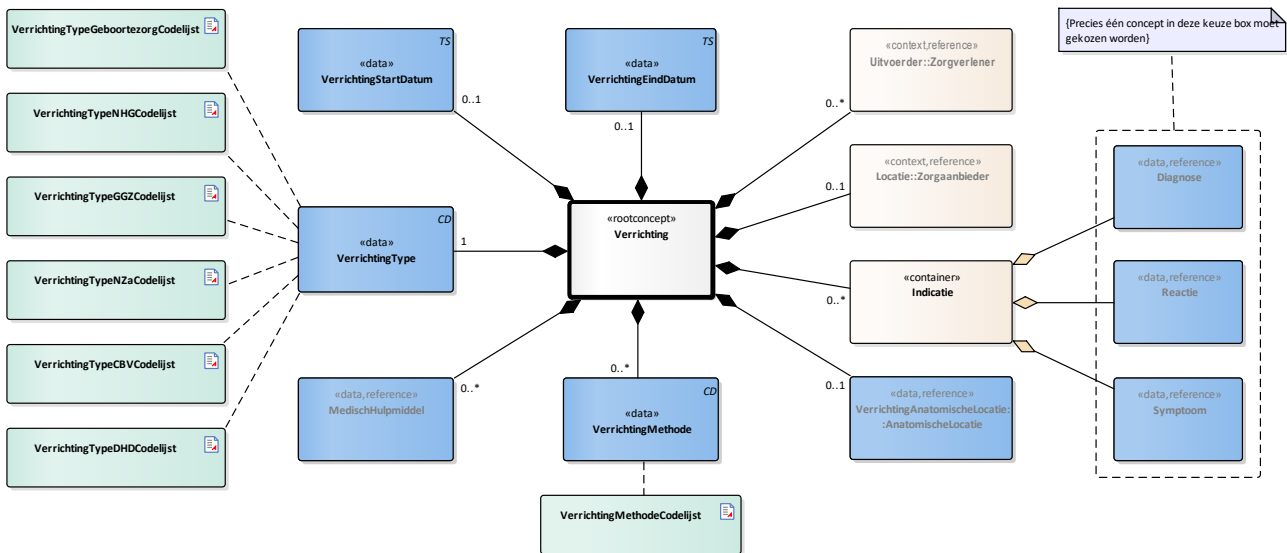 VerrichtingTypeGeboortezorgCodelijst
VerrichtingTypeNHGCodelijst
VerrichtingTypeGGZCodelijst
VerrichtingTypeNZaCodelijst
VerrichtingTypeCBVCodelijst
VerrichtingTypeDHDCodelijst
TS
«data»
VerrichtingStartDatum
0..1
CD
«data»
VerrichtingType
1
«data,reference»
MedischHulpmiddel
0..*
TS
«data»
VerrichtingEindDatum
0..1
«rootconcept»
Verrichting
0..*
CD
«data»
VerrichtingMethode
VerrichtingMethodeCodelijst
«context,reference»
Uitvoerder::Zorgverlener
0..*
«context,reference»
Locatie::Zorgaanbieder
0..1
«container»
Indicatie
0..*
«data,reference»
VerrichtingAnatomischeLocatie:
:AnatomischeLocatie
0..1
{Precies één concept in deze keuze box moet
gekozen worden}
«data,reference»
Diagnose
«data,reference»
Reactie
«data,reference»
Symptoom